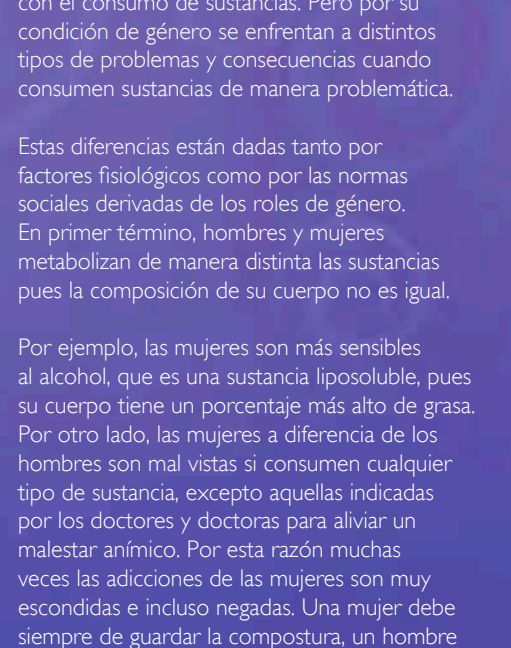 con el consumo de sustancias. Pero por su
condición de género se enfrentan a distintos
tipos de problemas y consecuencias cuando
consumen sustancias de manera problemática.
Estas diferencias están dadas tanto por
factores fisiológicos como por las normas
sociales derivadas de los roles de género.
En primer término, hombres y mujeres
metabolizan de manera distinta las sustancias
pues la composición de su cuerpo no es igual.
Por ejemplo, las mujeres son más sensibles
al alcohol, que es una sustancia liposoluble, pues
su cuerpo tiene un porcentaje más alto de grasa.
Por otro lado, las mujeres a diferencia de los
hombres son mal vistas si consumen cualquier
tipo de sustancia, excepto aquellas indicadas
por los doctores y doctoras para aliviar un
malestar anímico. Por esta razón muchas
veces las adicciones de las mujeres son muy
escondidas e incluso negadas. Una mujer debe
siempre de guardar la compostura, un hombre